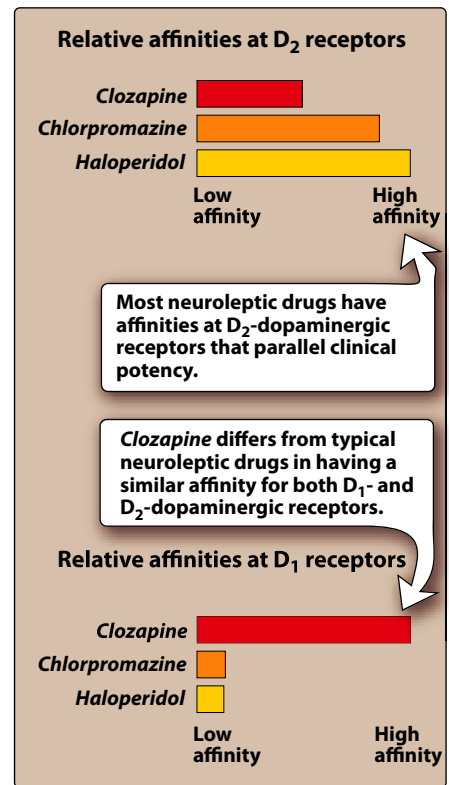 Relative affinities at D2 receptors
Clozapine
Chlorpromazine
Haloperidol
Low affinity
High affinity
Most neuroleptic drugs have
affinities at D2-dopaminergic
receptors that parallel clinical
potency.
Clozapine differs from typical
neuroleptic drugs in having a
similar affinity for both D1- and
D2-dopaminergic receptors.
Relative affinities at D1 receptors
Clozapine
Chlorpromazine
Haloperidol
Low affinity
High affinity